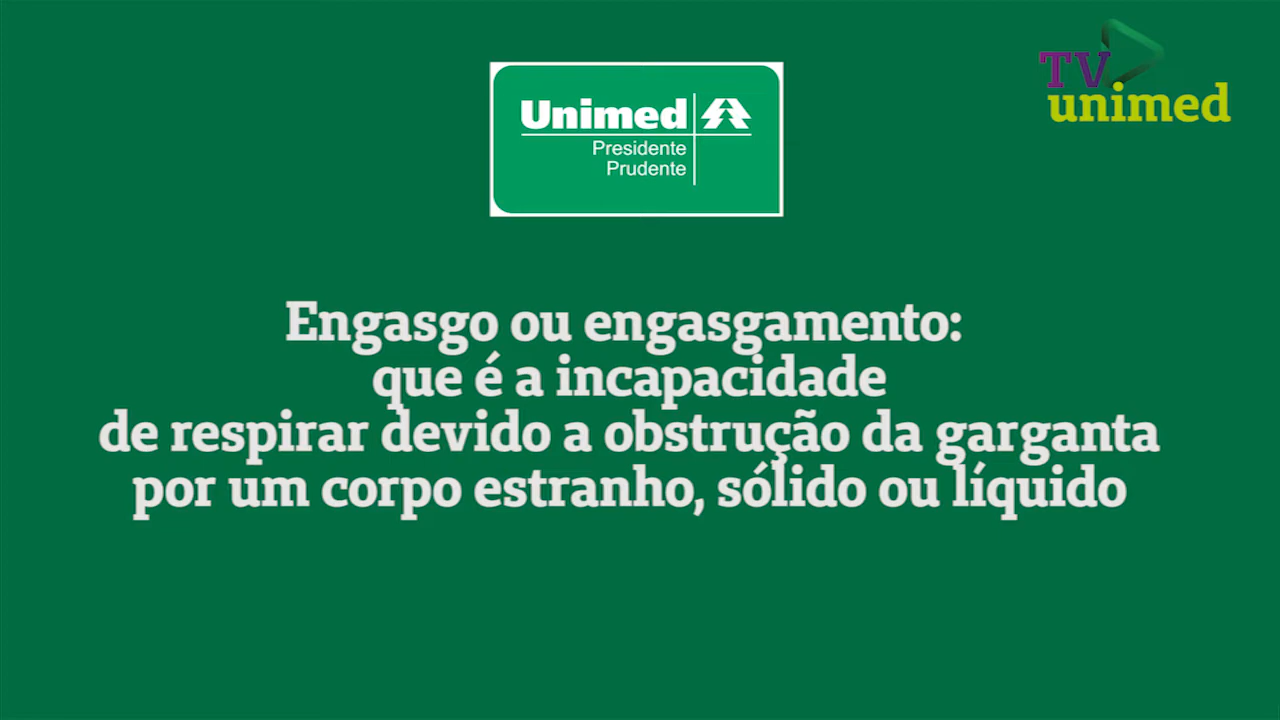 TV
unimed
Unimed
Presidente
Prudente
Engasgo ou engasgamento:
que é a incapacidade
de respirar devido a obstrução da garganta
por um corpo estranho, sólido ou líquido